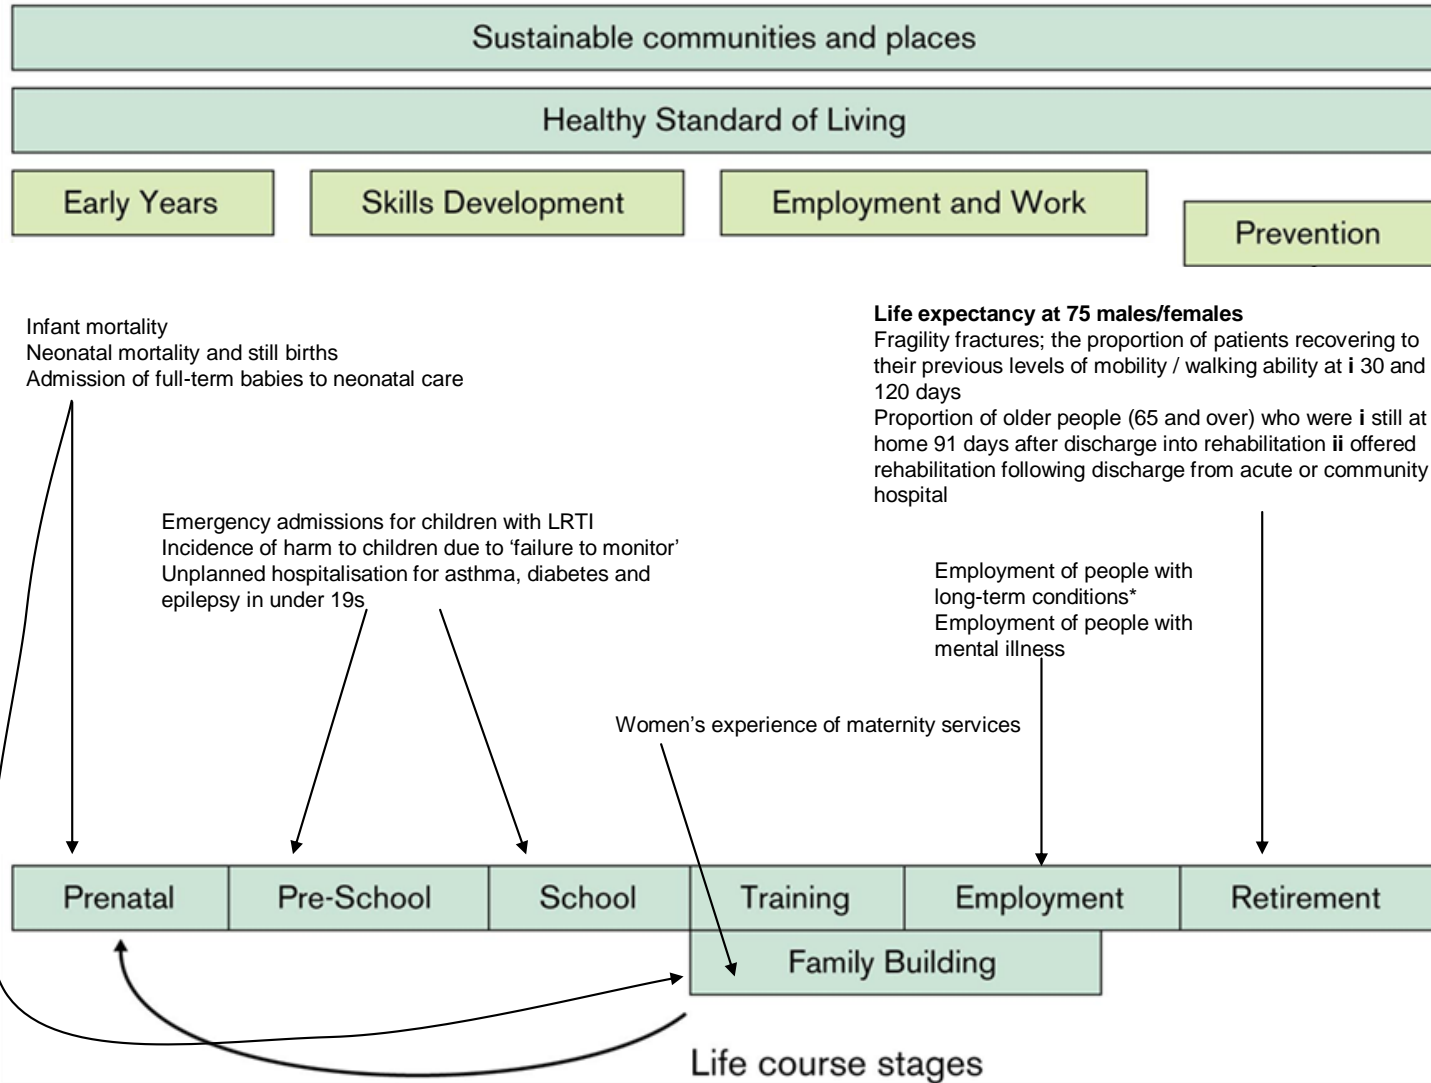 Sustainable communities and places
Healthy Standard of Living
Early Years
Skills Development
Employment and Work
Prevention
Infant mortality
Neonatal mortality and still births
Admission of full-term babies to neonatal care
Life expectancy at 75 males/females
Fragility fractures; the proportion of patients recovering to
their previous levels of mobility / walking ability at i 30 and
120 days
Proportion of older people (65 and over) who were i still at
home 91 days after discharge into rehabilitation ii offered
rehabilitation following discharge from acute or community
hospital
Emergency admissions for children with LRTI
Incidence of harm to children due to ‘failure to monitor’
Unplanned hospitalisation for asthma, diabetes and
epilepsy in under 19s
Employment of people with
long-term conditions*
Employment of people with
mental illness
Women’s experience of maternity services
Prenatal
Pre-School
School
Training
Employment
Retirement
Family Building
Life course stages